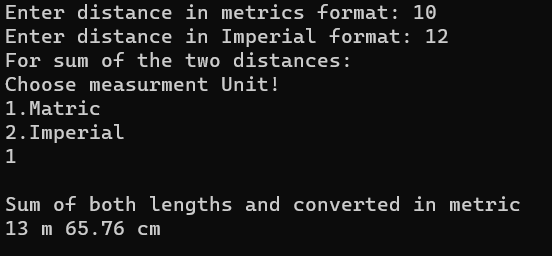 Enter distance in metrics format: 10
Enter distance in Imperial format: 12
For sum of the two distances:
Choose measurment Unit!
1.Matric
2.Imperial
1
Sum of both lengths and converted in metric
13 m 65.76 cm